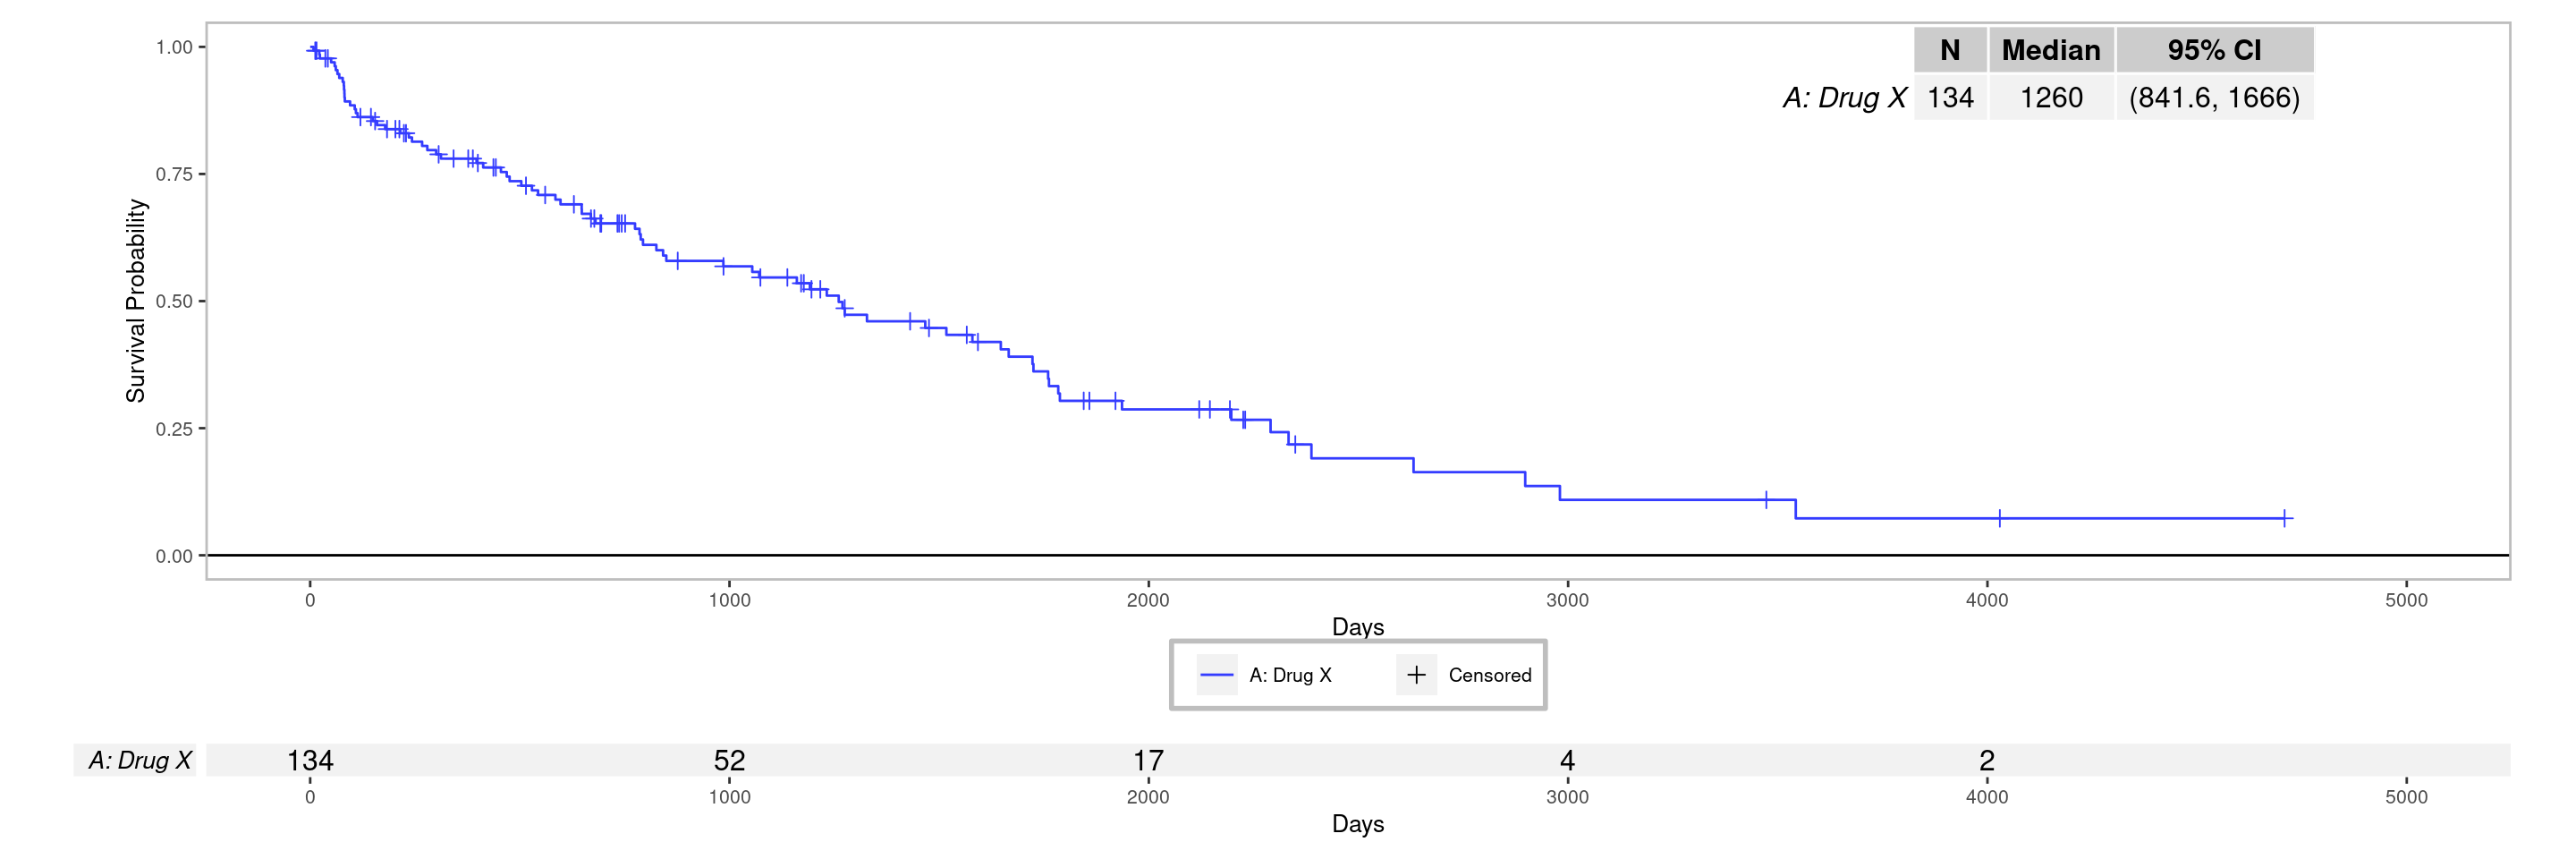 1.00
0.75
0.50
0.25
0.00
Survival Probability
N Median 95% CI
A: Drug X 134 1260 (841.6, 1666)
0 1000 2000 3000 4000 5000
Days
A: Drug X Censored
A: Drug X 134 52 17 4 2
0 1000 2000 3000 4000 5000
Days